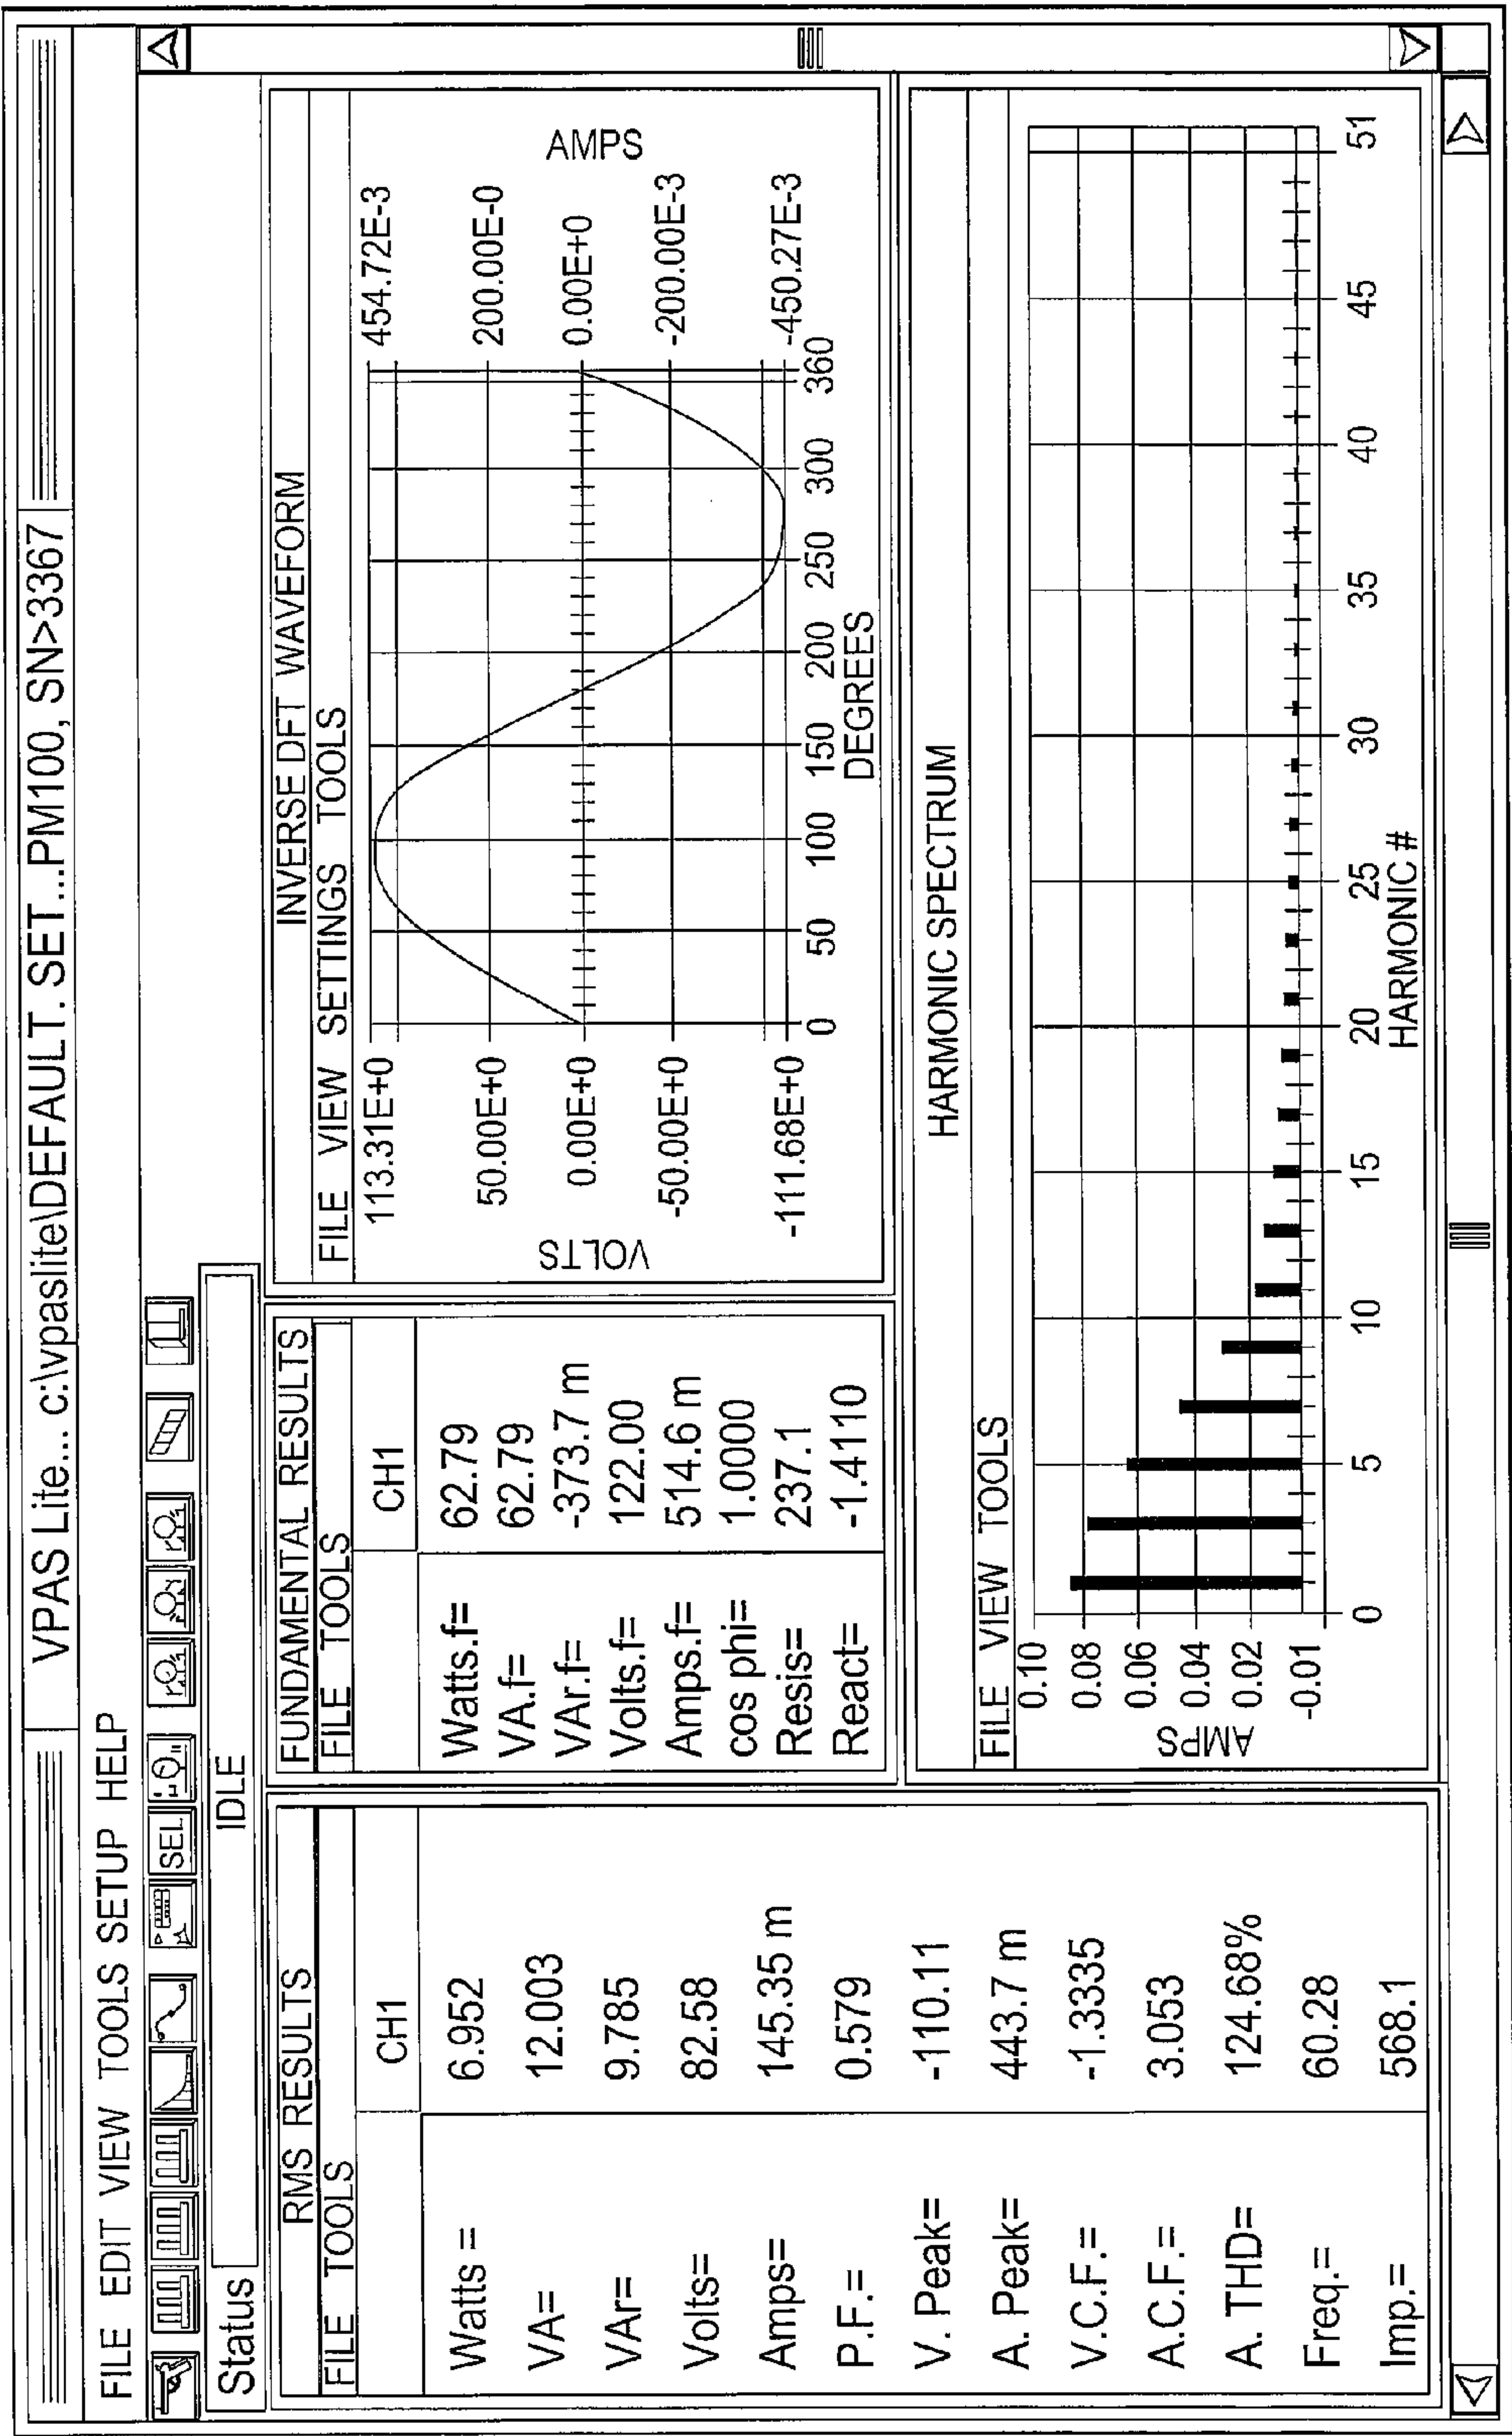 VPAS Lite... c:\vpaslite\DEFAULT. SET...PM100, SN>3367
FILE EDIT VIEW TOOLS SETUP HELP
SEL
Status
IDLE
RMS RESULTS
FILE TOOLS
CH1
Watts = 6.952
VA= 12.003
VAr= 9.785
Volts= 82.58
Amps= 145.35 m
P.F.= 0.579
V. Peak= -110.11
A. Peak= 443.7 m
V.C.F.= -1.3335
A.C.F.= 3.053
A. THD= 124.68%
Freq.= 60.28
Imp.= 568.1
FUNDAMENTAL RESULTS
FILE TOOLS
CH1
Watts.f= 62.79
VA.f= 62.79
VAr.f= -373.7 m
Volts.f= 122.00
Amps.f= 514.6 m
cos phi= 1.0000
Resis= 237.1
React= -1.4110
INVERSE DFT WAVEFORM
FILE VIEW SETTINGS TOOLS
113.31E+0
50.00E+0
0.00E+0
-50.00E+0
-111.68E+0
VOLTS
454.72E-3
200.00E-0
0.00E+0
-200.00E-3
-450.27E-3
AMPS
0 50 100 150 200 250 300 360
DEGREES
HARMONIC SPECTRUM
FILE VIEW TOOLS
0.10
0.08
0.06
0.04
0.02
-0.01
AMPS
0 5 10 15 20 25 30 35 40 45 51
HARMONIC #